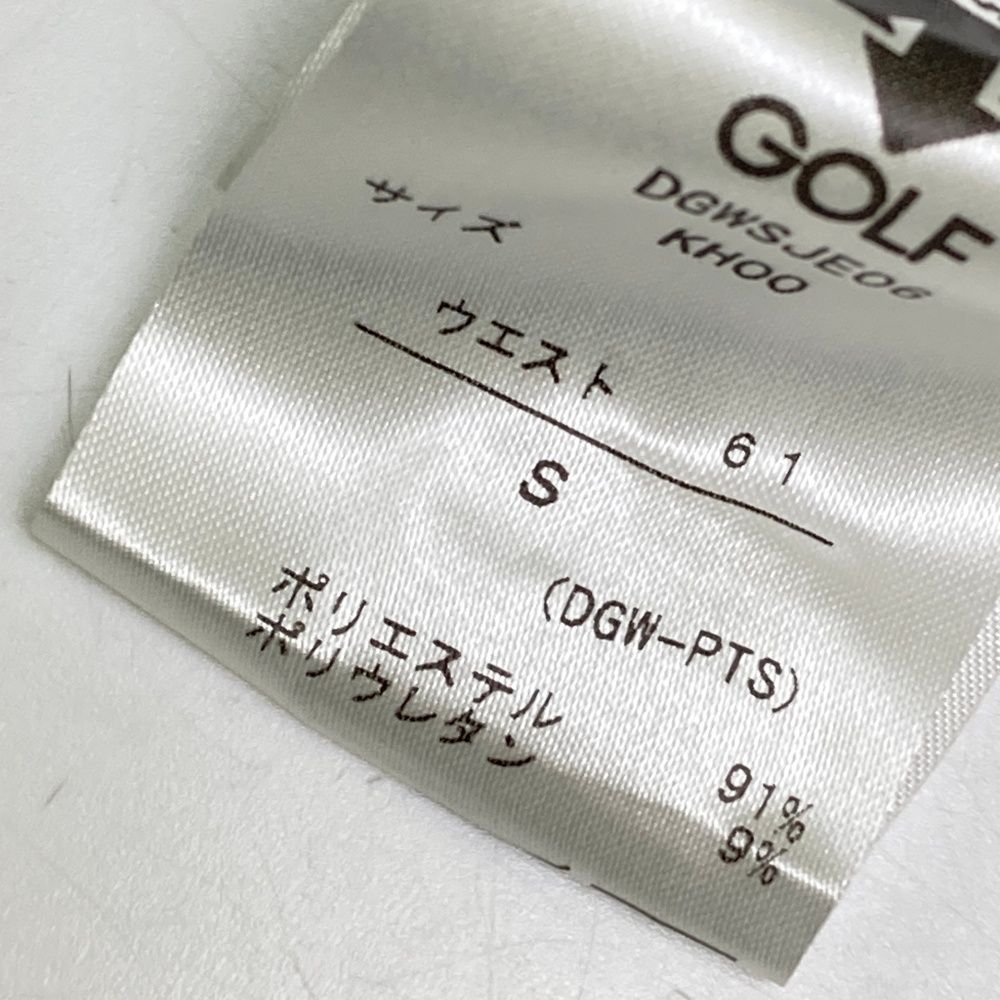 GOLF
DGWSJE06
KH00
サイズ
ウエスト 61
S
(DGW-PTS)
ポリエステル 91%
ポリウレタン 9%